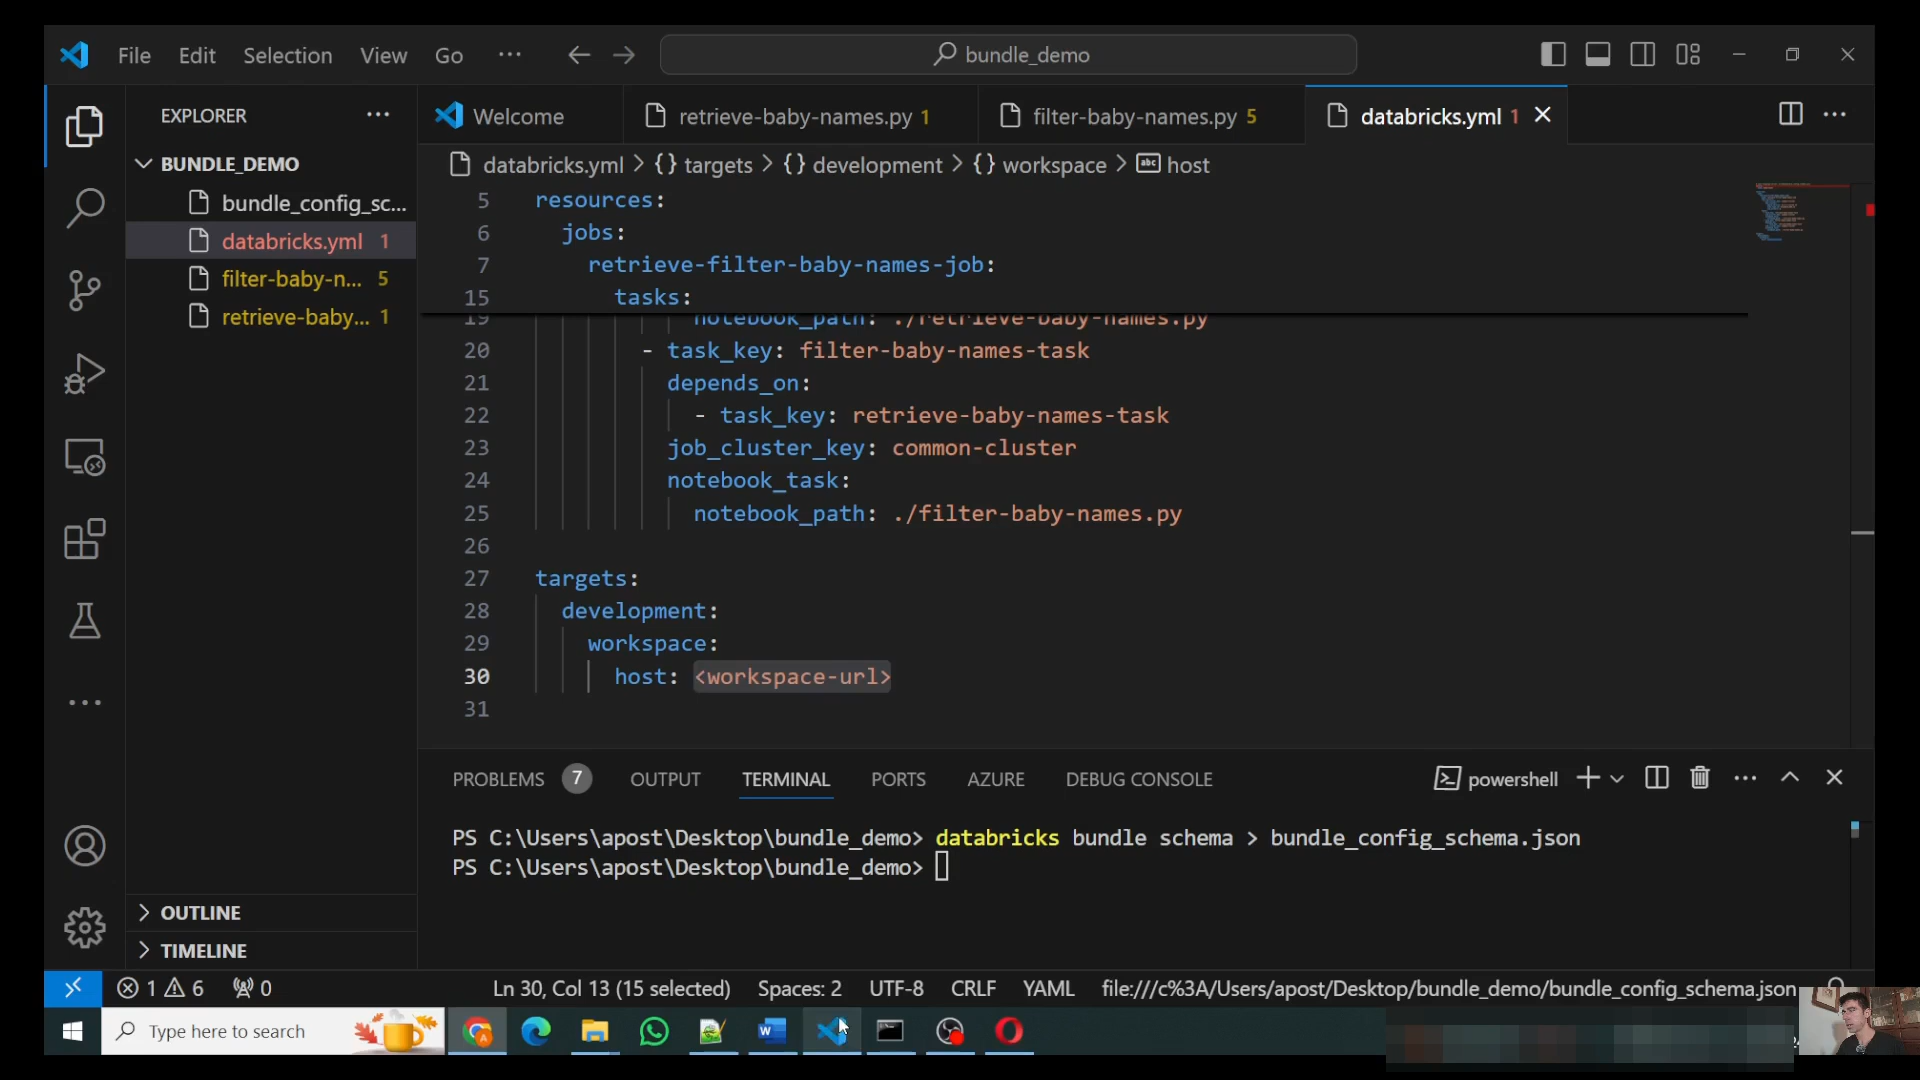 File Edit Selection View Go ... bundle_demo
EXPLORER ...
BUNDLE_DEMO
bundle_config_sc...
databricks.yml 1
filter-baby-n... 5
retrieve-baby... 1
OUTLINE
TIMELINE
Welcome retrieve-baby-names.py 1 filter-baby-names.py 5 databricks.yml 1
databricks.yml > {} targets > {} development > {} workspace > abc host
5 resources:
6 jobs:
7 retrieve-filter-baby-names-job:
15 tasks:
19 notebook_path: ./retrieve-baby-names.py
20 - task_key: filter-baby-names-task
21 depends_on:
22 - task_key: retrieve-baby-names-task
23 job_cluster_key: common-cluster
24 notebook_task:
25 notebook_path: ./filter-baby-names.py
26
27 targets:
28 development:
29 workspace:
30 host: <workspace-url>
31
PROBLEMS 7 OUTPUT TERMINAL PORTS AZURE DEBUG CONSOLE powershell
PS C:\Users\apost\Desktop\bundle_demo> databricks bundle schema > bundle_config_schema.json
PS C:\Users\apost\Desktop\bundle_demo>
1 6 0 Ln 30, Col 13 (15 selected) Spaces: 2 UTF-8 CRLF YAML file:///c%3A/Users/apost/Desktop/bundle_demo/bundle_config_schema.json
Type here to search